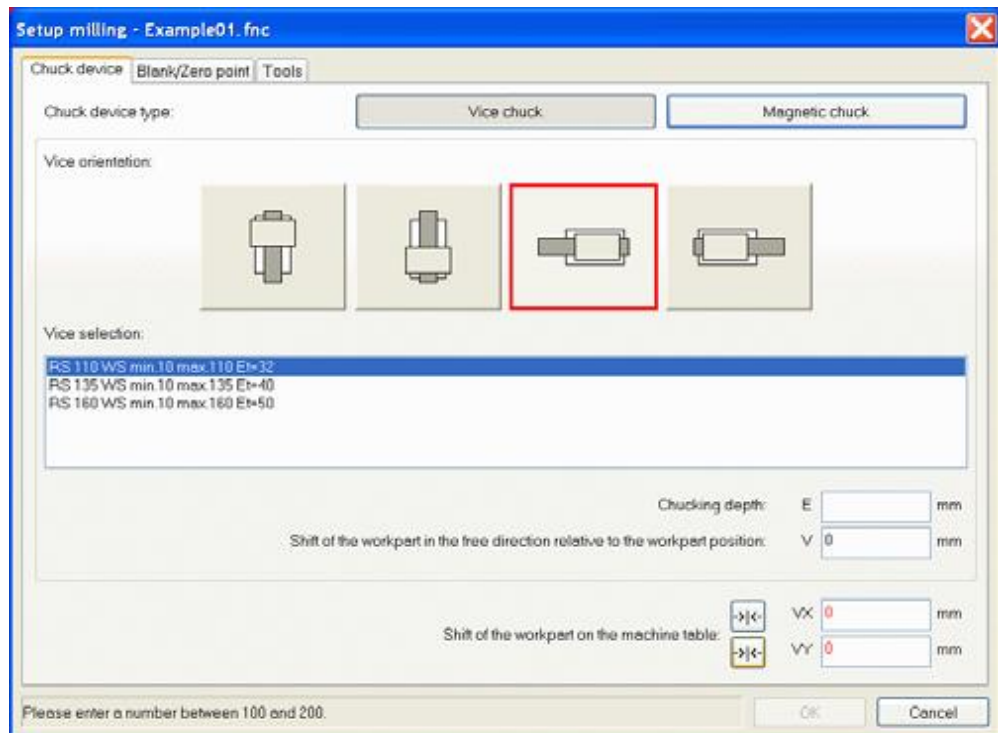 Setup milling - Example01.fnc
Chuck device Blank/Zero point Tools
Chuck device type: Vice chuck Magnetic chuck
Vice orientation:
Vice selection:
RS 110 WS min.10 max.110 Et=32
RS 135 WS min.10 max.135 Et=40
RS 160 WS min.10 max.160 Et=50
Chucking depth: E mm
Shift of the workpart in the free direction relative to the workpart position: V 0 mm
->|<- VX 0 mm
Shift of the workpart on the machine table:
->|<- VY 0 mm
Please enter a number between 100 and 200. OK Cancel